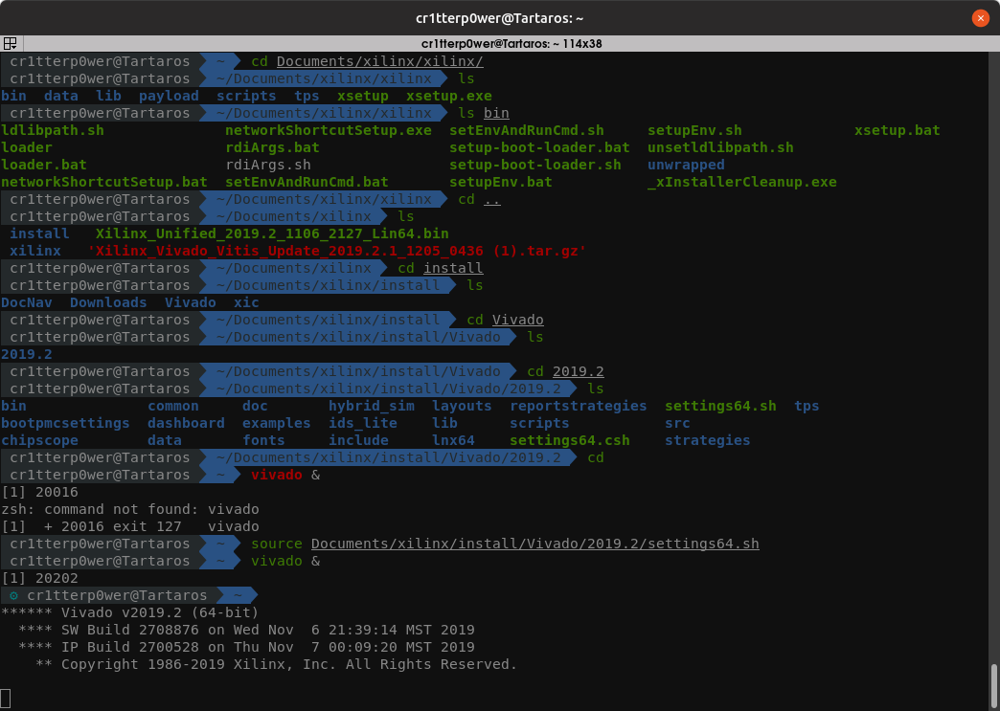 cr1tterp0wer@Tartaros: ~
cr1tterp0wer@Tartaros: ~ 114x38
cr1tterp0wer@Tartaros ~ cd Documents/xilinx/xilinx/
cr1tterp0wer@Tartaros ~/Documents/xilinx/xilinx ls
bin data lib payload scripts tps xsetup xsetup.exe
cr1tterp0wer@Tartaros ~/Documents/xilinx/xilinx ls bin
ldlibpath.sh networkShortcutSetup.exe setEnvAndRunCmd.sh setupEnv.sh xsetup.bat
loader rdiArgs.bat setup-boot-loader.bat unsetldlibpath.sh
loader.bat rdiArgs.sh setup-boot-loader.sh unwrapped
networkShortcutSetup.bat setEnvAndRunCmd.bat setupEnv.bat _xInstallerCleanup.exe
cr1tterp0wer@Tartaros ~/Documents/xilinx/xilinx cd ..
cr1tterp0wer@Tartaros ~/Documents/xilinx ls
install Xilinx_Unified_2019.2_1106_2127_Lin64.bin
xilinx 'Xilinx_Vivado_Vitis_Update_2019.2.1_1205_0436 (1).tar.gz'
cr1tterp0wer@Tartaros ~/Documents/xilinx cd install
cr1tterp0wer@Tartaros ~/Documents/xilinx/install ls
DocNav Downloads Vivado xic
cr1tterp0wer@Tartaros ~/Documents/xilinx/install cd Vivado
cr1tterp0wer@Tartaros ~/Documents/xilinx/install/Vivado ls
2019.2
cr1tterp0wer@Tartaros ~/Documents/xilinx/install/Vivado cd 2019.2
cr1tterp0wer@Tartaros ~/Documents/xilinx/install/Vivado/2019.2 ls
bin common doc hybrid_sim layouts reportstrategies settings64.sh tps
bootpmcsettings dashboard examples ids_lite lib scripts src
chipscope data fonts include lnx64 settings64.csh strategies
cr1tterp0wer@Tartaros ~/Documents/xilinx/install/Vivado/2019.2 cd
cr1tterp0wer@Tartaros ~ vivado &
[1] 20016
zsh: command not found: vivado
[1] + 20016 exit 127 vivado
cr1tterp0wer@Tartaros ~ source Documents/xilinx/install/Vivado/2019.2/settings64.sh
cr1tterp0wer@Tartaros ~ vivado &
[1] 20202
⚙ cr1tterp0wer@Tartaros ~
****** Vivado v2019.2 (64-bit)
**** SW Build 2708876 on Wed Nov 6 21:39:14 MST 2019
**** IP Build 2700528 on Thu Nov 7 00:09:20 MST 2019
** Copyright 1986-2019 Xilinx, Inc. All Rights Reserved.